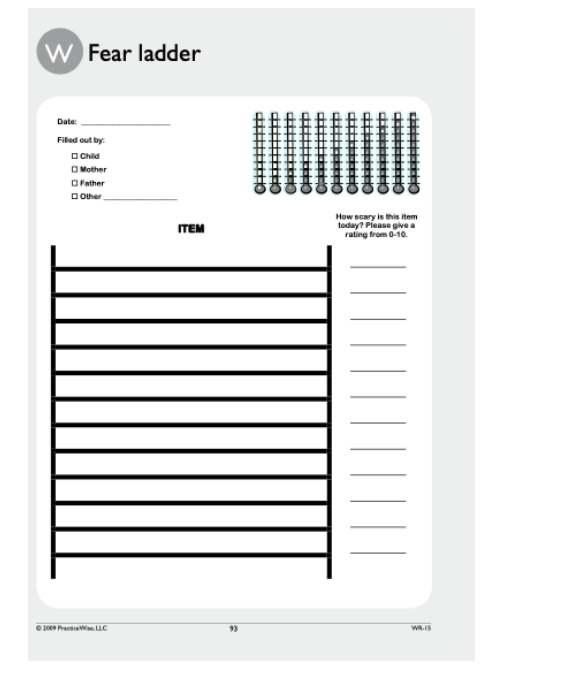 W Fear ladder
Date: ____________________
Filled out by:
☐ Child
☐ Mother
☐ Father
☐ Other ________________
ITEM
How scary is this item
today? Please give a
rating from 0-10.
© 2009 PracticeWise, LLC
93
WR-15